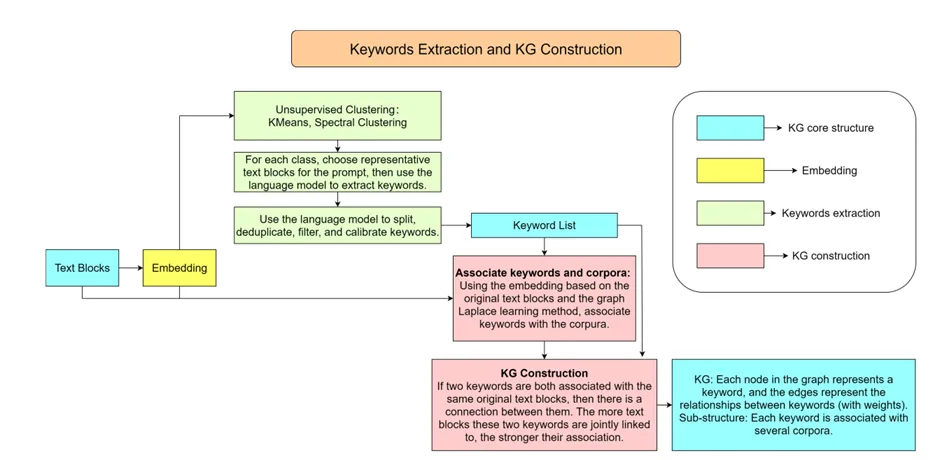 Keywords Extraction and KG Construction
Unsupervised Clustering:
KMeans, Spectral Clustering
For each class, choose representative
text blocks for the prompt, then use the
language model to extract keywords.
Use the language model to split,
deduplicate, filter, and calibrate keywords.
Keyword List
Text Blocks
Embedding
Associate keywords and corpora:
Using the embedding based on the
original text blocks and the graph
Laplace learning method, associate
keywords with the corpura.
KG Construction
If two keywords are both associated with the
same original text blocks, then there is a
connection between them. The more text
blocks these two keywords are jointly linked
to, the stronger their association.
KG: Each node in the graph represents a
keyword, and the edges represent the
relationships between keywords (with weights).
Sub-structure: Each keyword is associated with
several corpora.
KG core structure
Embedding
Keywords extraction
KG construction